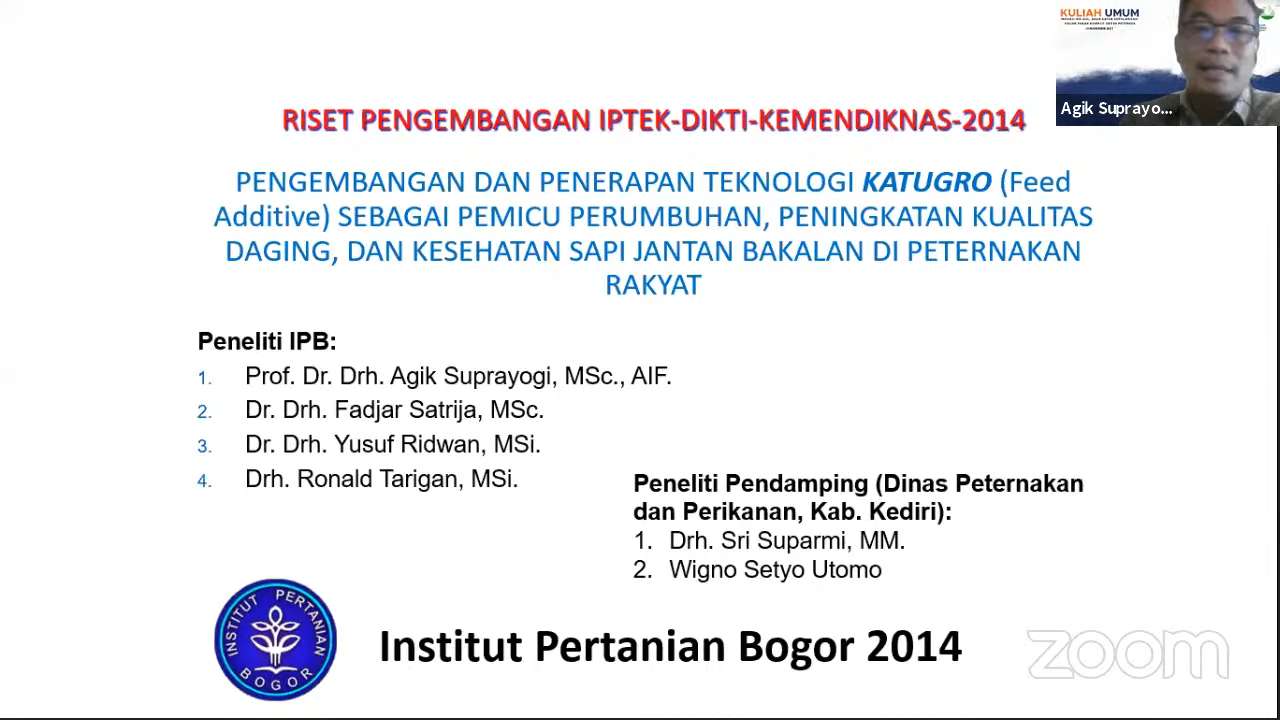 KULIAH UMUM
Agik Suprayo...
RISET PENGEMBANGAN IPTEK-DIKTI-KEMENDIKNAS-2014
PENGEMBANGAN DAN PENERAPAN TEKNOLOGI KATUGRO (Feed
Additive) SEBAGAI PEMICU PERUMBUHAN, PENINGKATAN KUALITAS
DAGING, DAN KESEHATAN SAPI JANTAN BAKALAN DI PETERNAKAN
RAKYAT
Peneliti IPB:
1. Prof. Dr. Drh. Agik Suprayogi, MSc., AIF.
2. Dr. Drh. Fadjar Satrija, MSc.
3. Dr. Drh. Yusuf Ridwan, MSi.
4. Drh. Ronald Tarigan, MSi.
Peneliti Pendamping (Dinas Peternakan
dan Perikanan, Kab. Kediri):
1. Drh. Sri Suparmi, MM.
2. Wigno Setyo Utomo
INSTITUT PERTANIAN
BOGOR
Institut Pertanian Bogor 2014
zoom